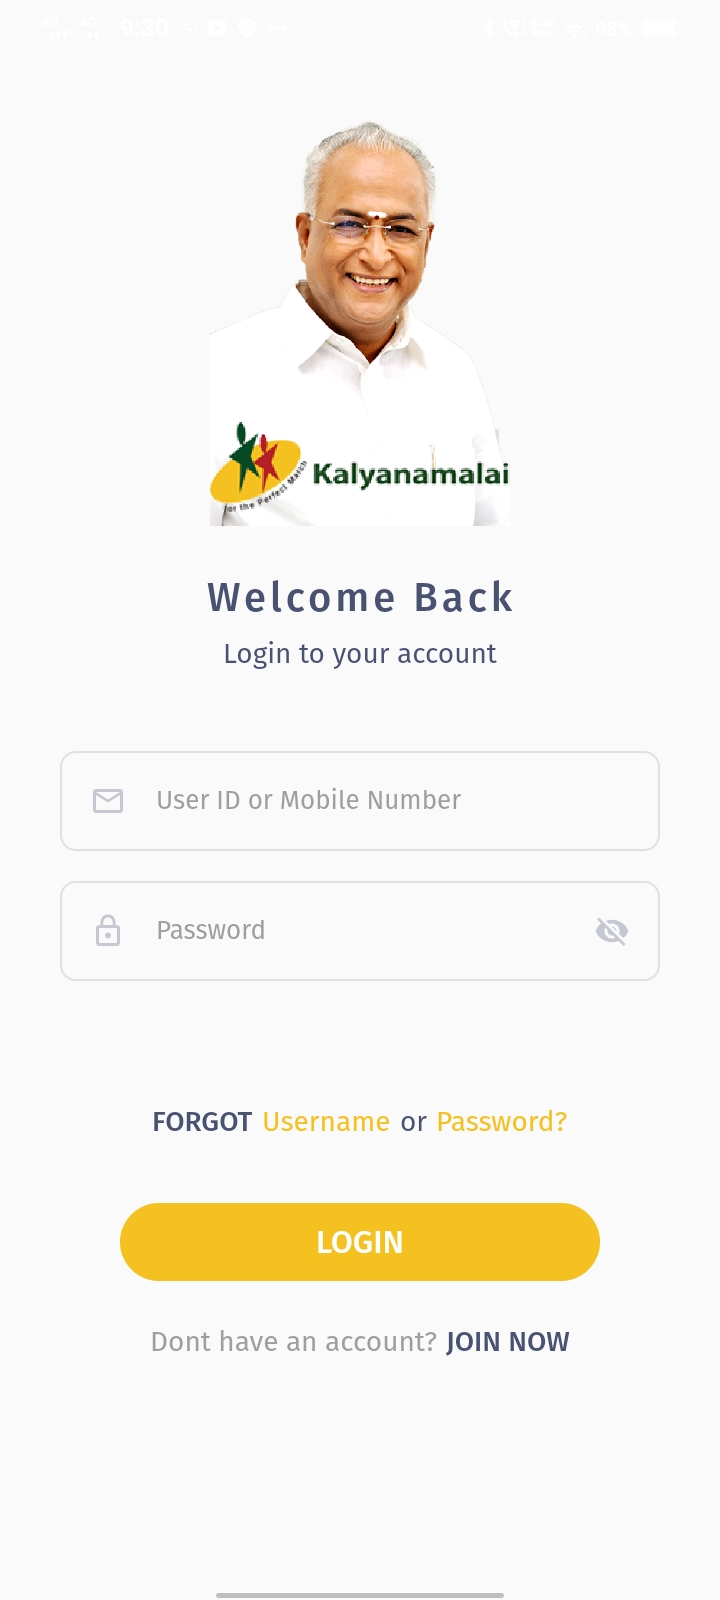 9:30
98%
for the Perfect Match
Kalyanamalai
Welcome Back
Login to your account
User ID or Mobile Number
Password
FORGOT Username or Password?
LOGIN
Dont have an account? JOIN NOW